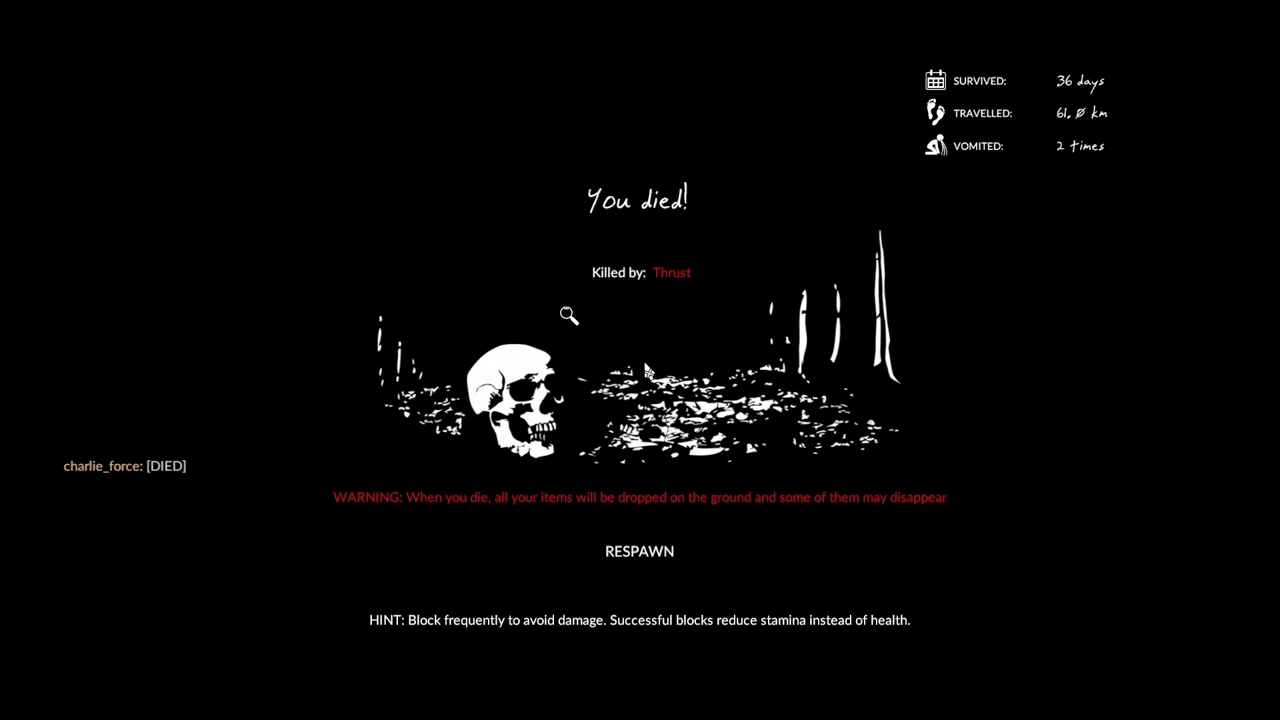 SURVIVED: 36 days
TRAVELLED: 61.0 km
VOMITED: 2 times
You died!
Killed by: Thrust
charlie_force: [DIED]
WARNING: When you die, all your items will be dropped on the ground and some of them may disappear
RESPAWN
HINT: Block frequently to avoid damage. Successful blocks reduce stamina instead of health.